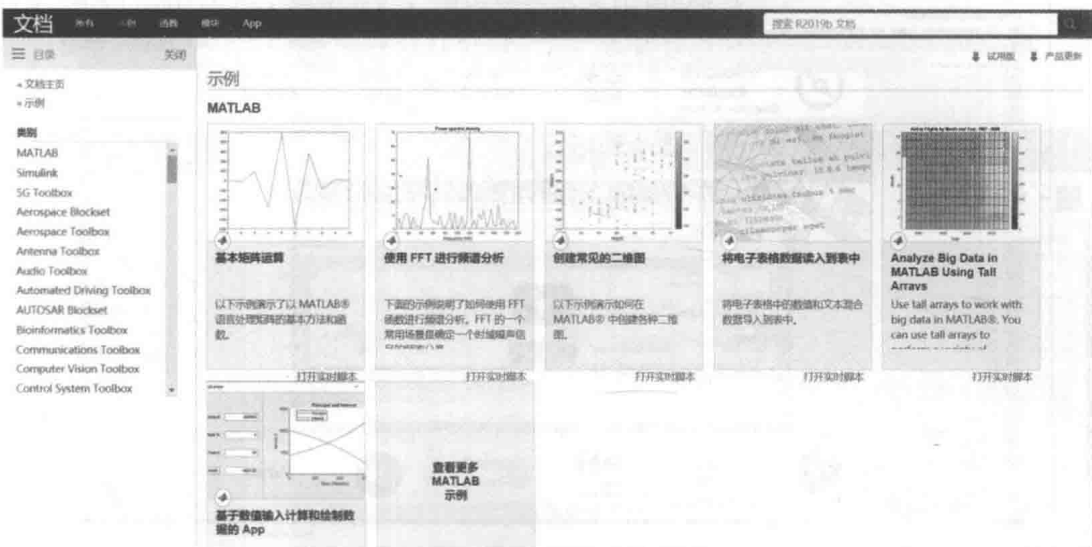 文档 所有 示例 函数 模块 App
搜索 R2019b 文档
目录 关闭
试用版 产品更新
«文档主页
«示例
类别
MATLAB
Simulink
5G Toolbox
Aerospace Blockset
Aerospace Toolbox
Antenna Toolbox
Audio Toolbox
Automated Driving Toolbox
AUTOSAR Blockset
Bioinformatics Toolbox
Communications Toolbox
Computer Vision Toolbox
Control System Toolbox
示例
MATLAB
基本矩阵运算
以下示例演示了以 MATLAB®
语言处理矩阵的基本方法和函
数。
打开实时脚本
Power spectral density
使用 FFT 进行频谱分析
下面的示例说明了如何使用 FFT
函数进行频谱分析。FFT 的一个
常用场景是确定一个时域噪声信
打开实时脚本
创建常见的二维图
以下示例演示如何在
MATLAB® 中创建各种二维
图。
打开实时脚本
将电子表格数据读入到表中
将电子表格中的数值和文本混合
数据导入到表中。
打开实时脚本
Analyze Big Data in
MATLAB Using Tall
Arrays
Use tall arrays to work with
big data in MATLAB®. You
can use tall arrays to
perform a variety of
打开实时脚本
Principal and Interest
基于数值输入计算和绘制数
据的 App
查看更多
MATLAB
示例